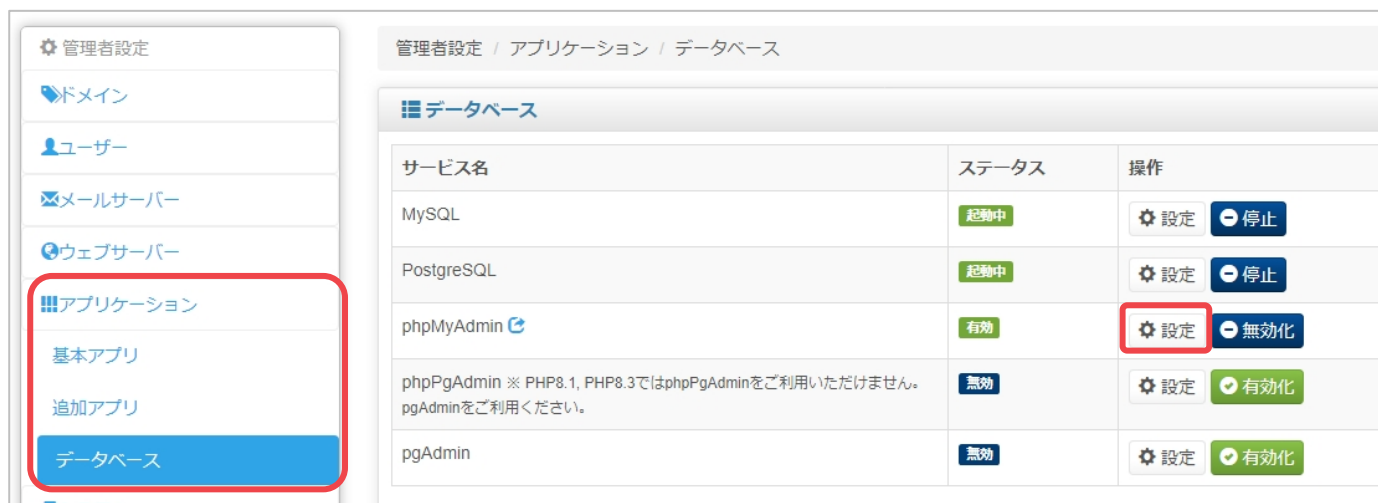 管理者設定
ドメイン
ユーザー
メールサーバー
ウェブサーバー
アプリケーション
基本アプリ
追加アプリ
データベース
管理者設定 / アプリケーション / データベース
データベース
サービス名 ステータス 操作
MySQL 起動中 設定 停止
PostgreSQL 起動中 設定 停止
phpMyAdmin 有効 設定 無効化
phpPgAdmin ※ PHP8.1, PHP8.3ではphpPgAdminをご利用いただけません。 無効 設定 有効化
pgAdminをご利用ください。
pgAdmin 無効 設定 有効化